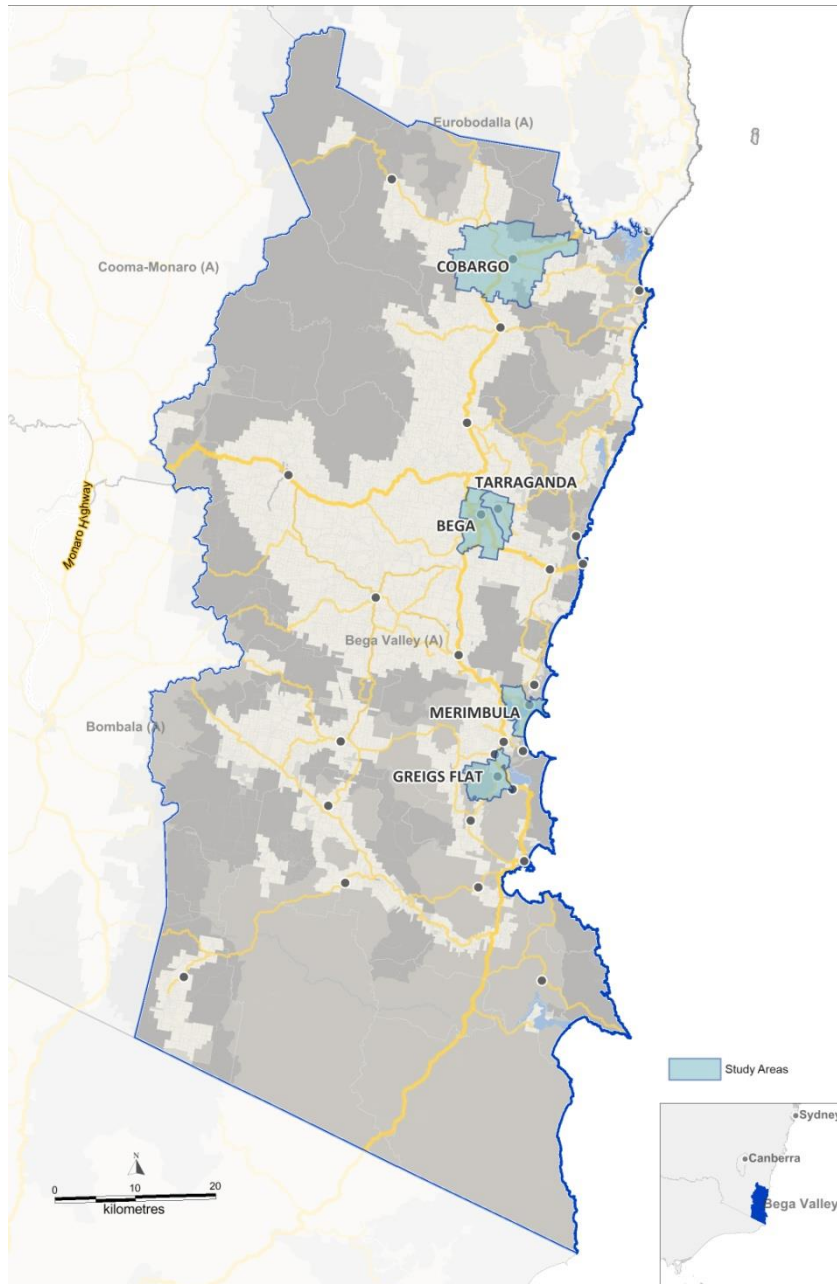 Eurobodalla (A)
COBARGO
Cooma-Monaro (A)
TARRAGANDA
BEGA
Monaro Highway
Bega Valley (A)
MERIMBULA
Bombala (A)
GREIGS FLAT
Study Areas
N
0 10 20
kilometres
Sydney
Canberra
Bega Valley